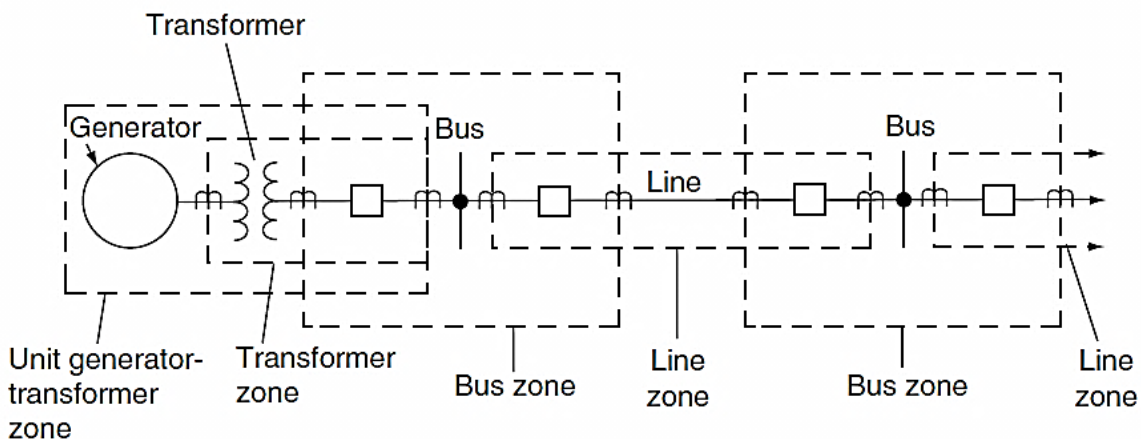 Transformer
Generator
Bus
Bus
Line
Unit generator-
transformer
zone
Transformer
zone
Bus zone
Line
zone
Bus zone
Line
zone